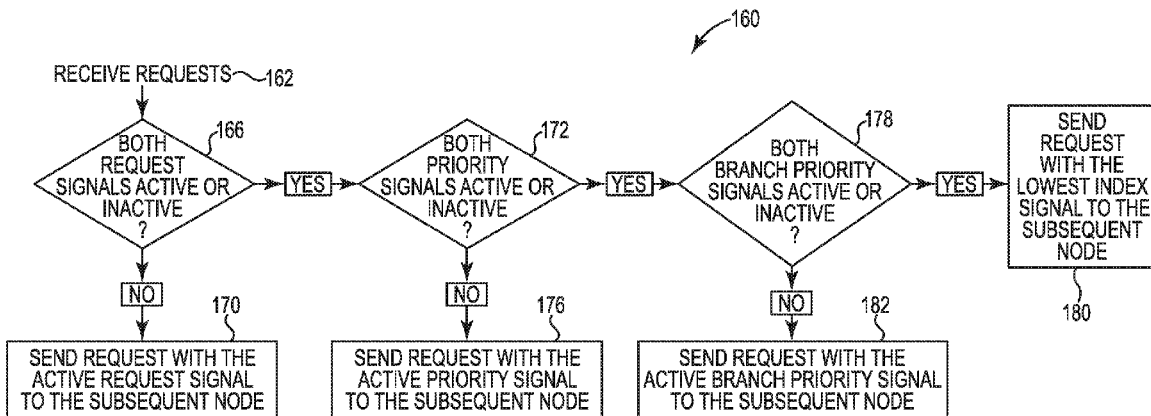 160
RECEIVE REQUESTS
162
166
BOTH
REQUEST
SIGNALS ACTIVE OR
INACTIVE
?
YES
172
BOTH
PRIORITY
SIGNALS ACTIVE OR
INACTIVE
?
YES
178
BOTH
BRANCH PRIORITY
SIGNALS ACTIVE OR
INACTIVE
?
YES
SEND
REQUEST
WITH THE
LOWEST INDEX
SIGNAL TO THE
SUBSEQUENT
NODE
180
NO
170
SEND REQUEST WITH THE
ACTIVE REQUEST SIGNAL
TO THE SUBSEQUENT NODE
NO
176
SEND REQUEST WITH THE
ACTIVE PRIORITY SIGNAL
TO THE SUBSEQUENT NODE
NO
182
SEND REQUEST WITH THE
ACTIVE BRANCH PRIORITY SIGNAL
TO THE SUBSEQUENT NODE